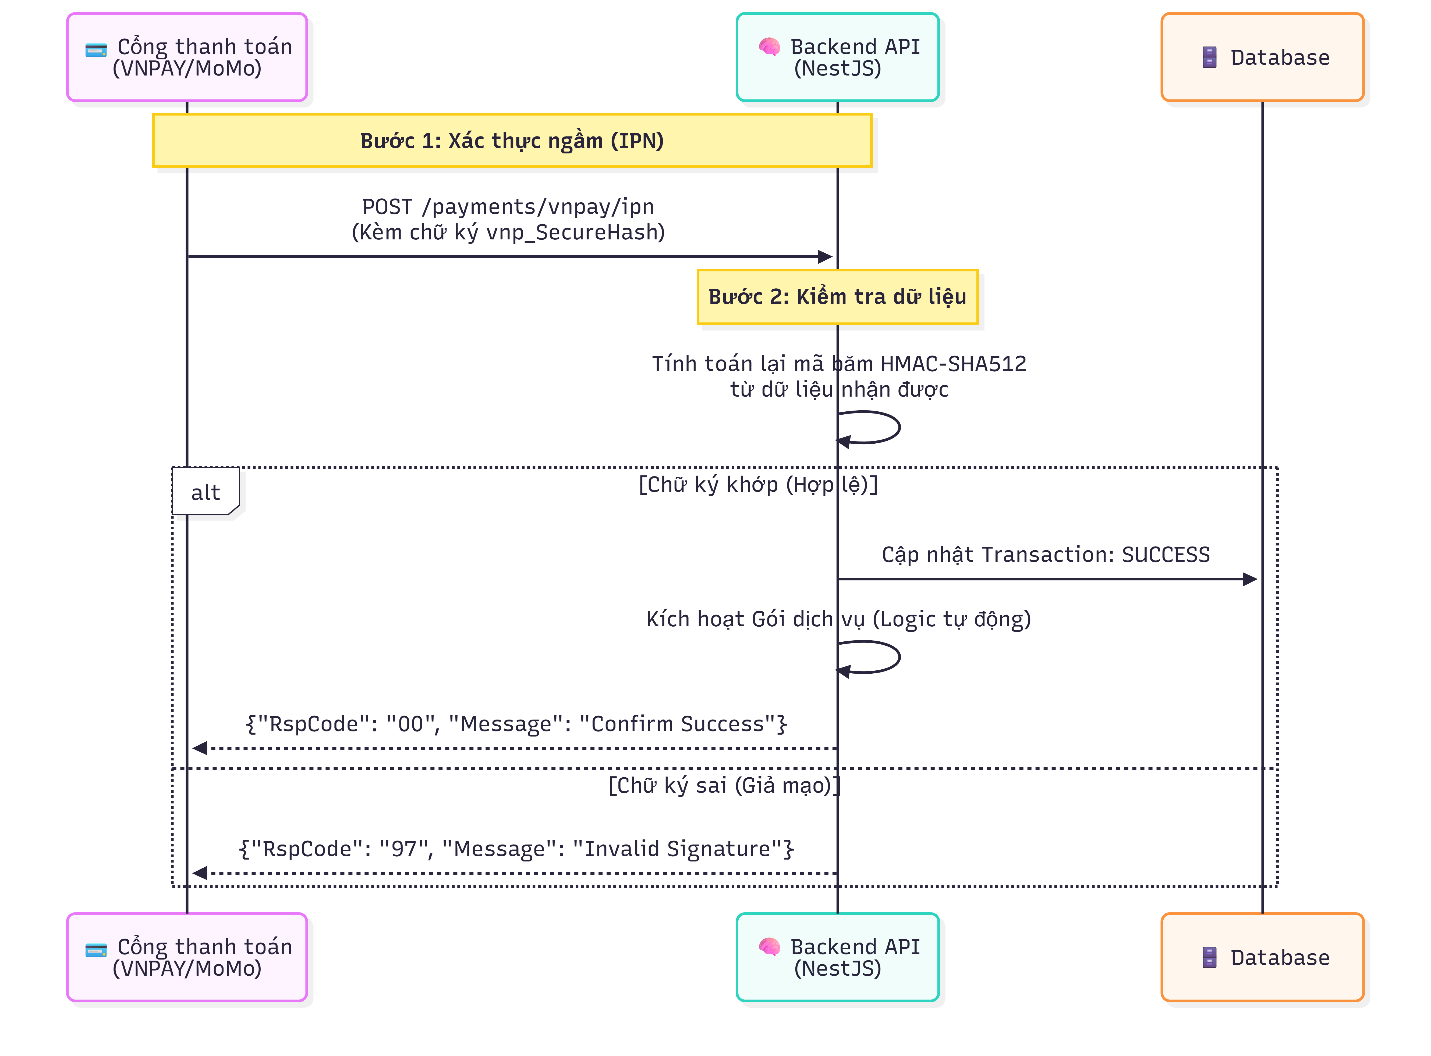 💳 Cổng thanh toán
(VNPAY/MoMo)
🧠 Backend API
(NestJS)
🗄️ Database
Bước 1: Xác thực ngầm (IPN)
POST /payments/vnpay/ipn
(Kèm chữ ký vnp_SecureHash)
Bước 2: Kiểm tra dữ liệu
Tính toán lại mã băm HMAC-SHA512
từ dữ liệu nhận được
alt
[Chữ ký khớp (Hợp lệ)]
Cập nhật Transaction: SUCCESS
Kích hoạt Gói dịch vụ (Logic tự động)
{"RspCode": "00", "Message": "Confirm Success"}
[Chữ ký sai (Giả mạo)]
{"RspCode": "97", "Message": "Invalid Signature"}
💳 Cổng thanh toán
(VNPAY/MoMo)
🧠 Backend API
(NestJS)
🗄️ Database